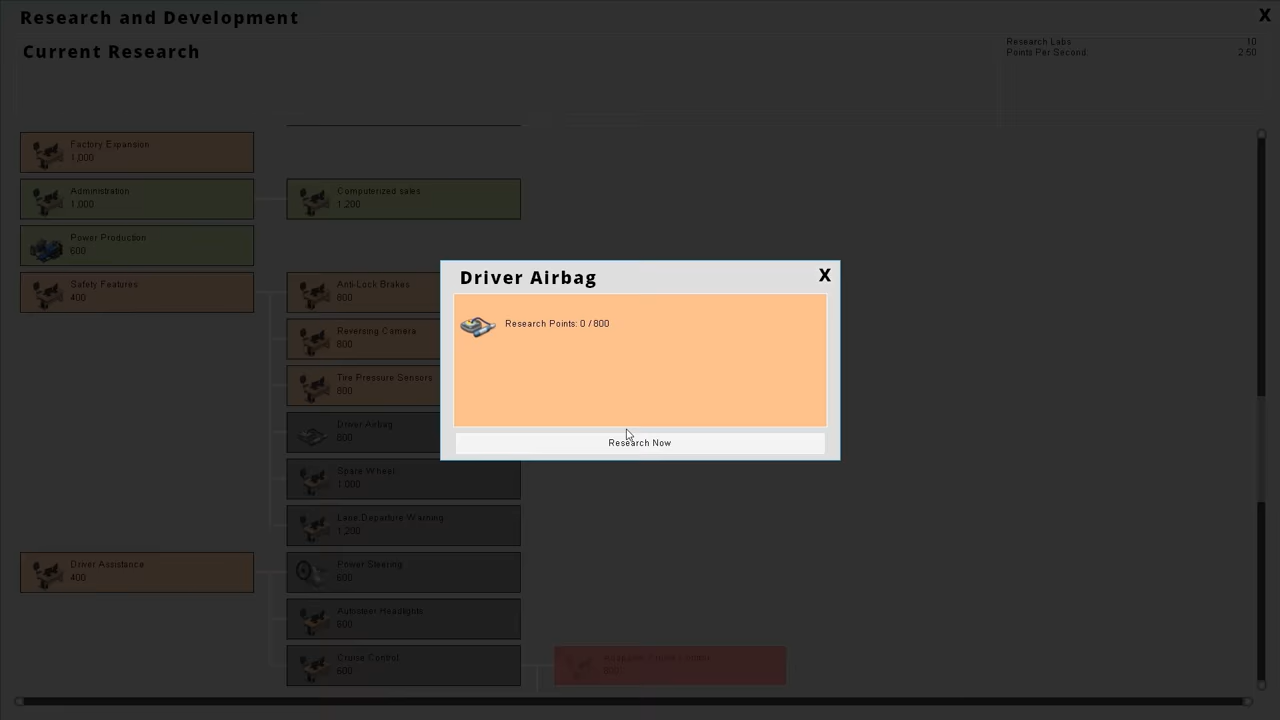 Research and Development
X
Current Research
Research Labs 10
Points Per Second: 2.50
Factory Expansion
1,000
Administration
1,000
Computerized sales
1,200
Power Production
600
Safety Features
400
Anti-Lock Brakes
800
Reversing Camera
800
Tire Pressure Sensors
800
Driver Airbag
800
Spare Wheel
1,000
Lane Departure Warning
1,200
Driver Assistance
400
Power Steering
600
Autosteer Headlights
600
Cruise Control
600
Driver Airbag
X
Research Points: 0 / 800
Research Now